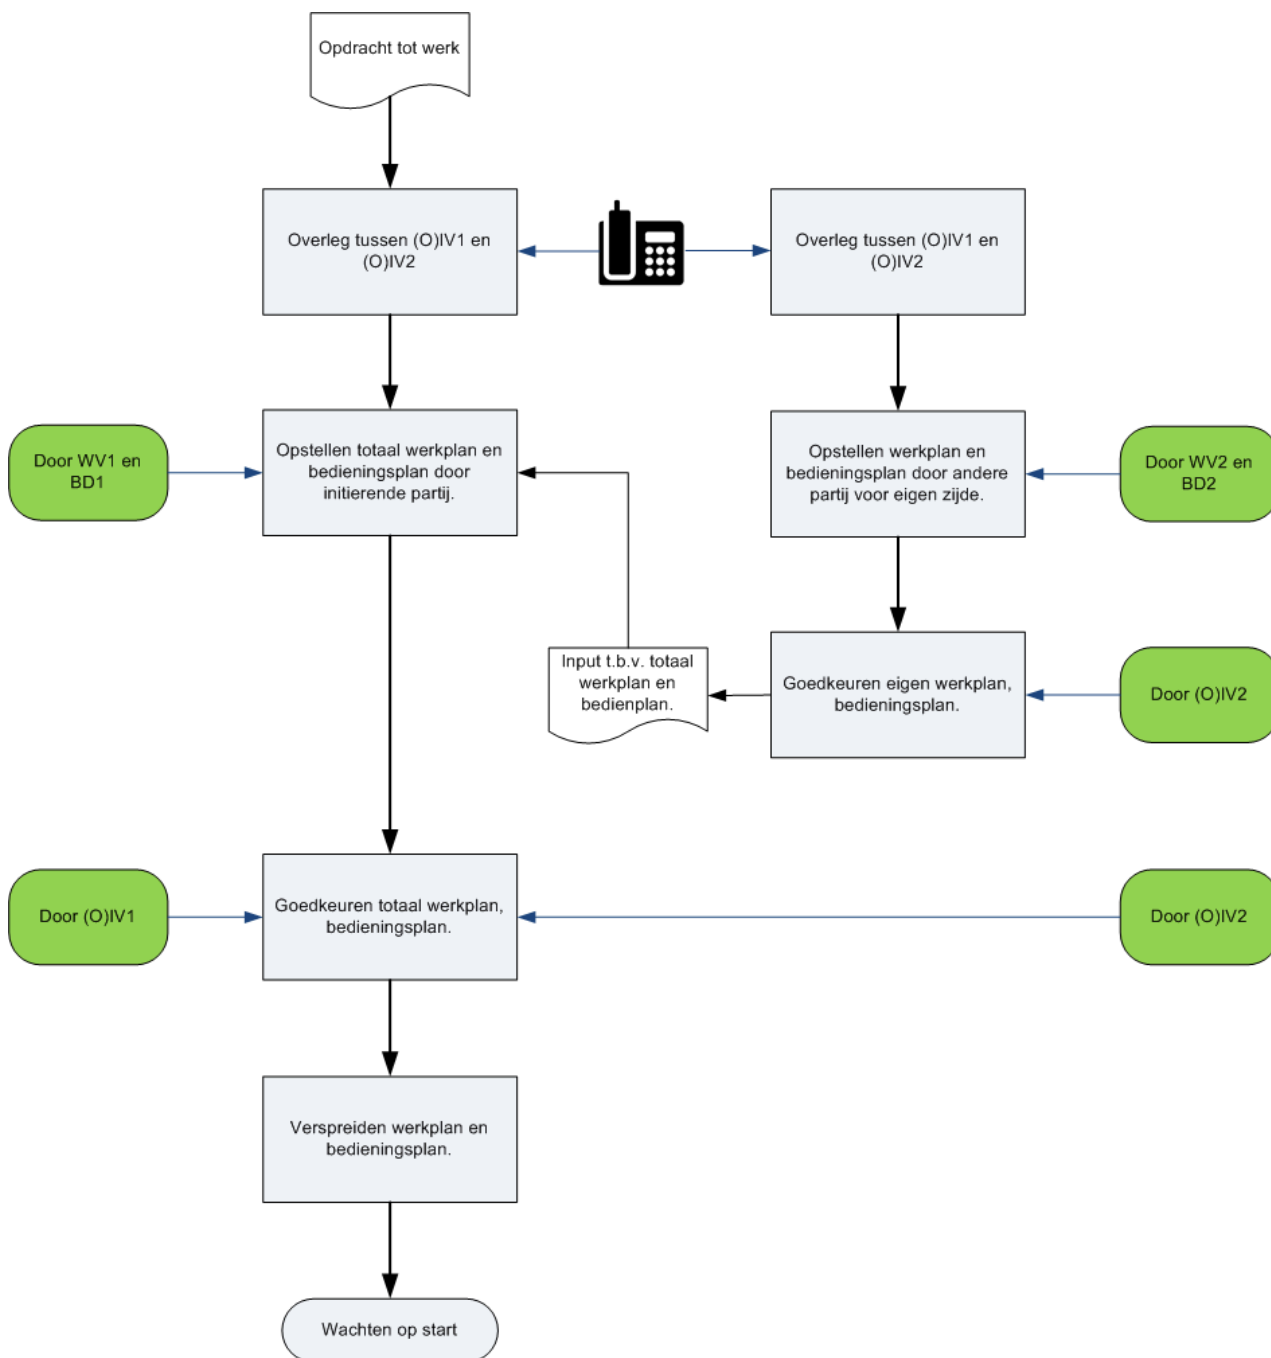 Opdracht tot werk
Overleg tussen (O)IV1 en
(O)IV2
Overleg tussen (O)IV1 en
(O)IV2
Door WV1 en
BD1
Opstellen totaal werkplan en
bedieningsplan door
initierende partij.
Opstellen werkplan en
bedieningsplan door andere
partij voor eigen zijde.
Door WV2 en
BD2
Input t.b.v. totaal
werkplan en
bedienplan.
Goedkeuren eigen werkplan,
bedieningsplan.
Door (O)IV2
Door (O)IV1
Goedkeuren totaal werkplan,
bedieningsplan.
Door (O)IV2
Verspreiden werkplan en
bedieningsplan.
Wachten op start